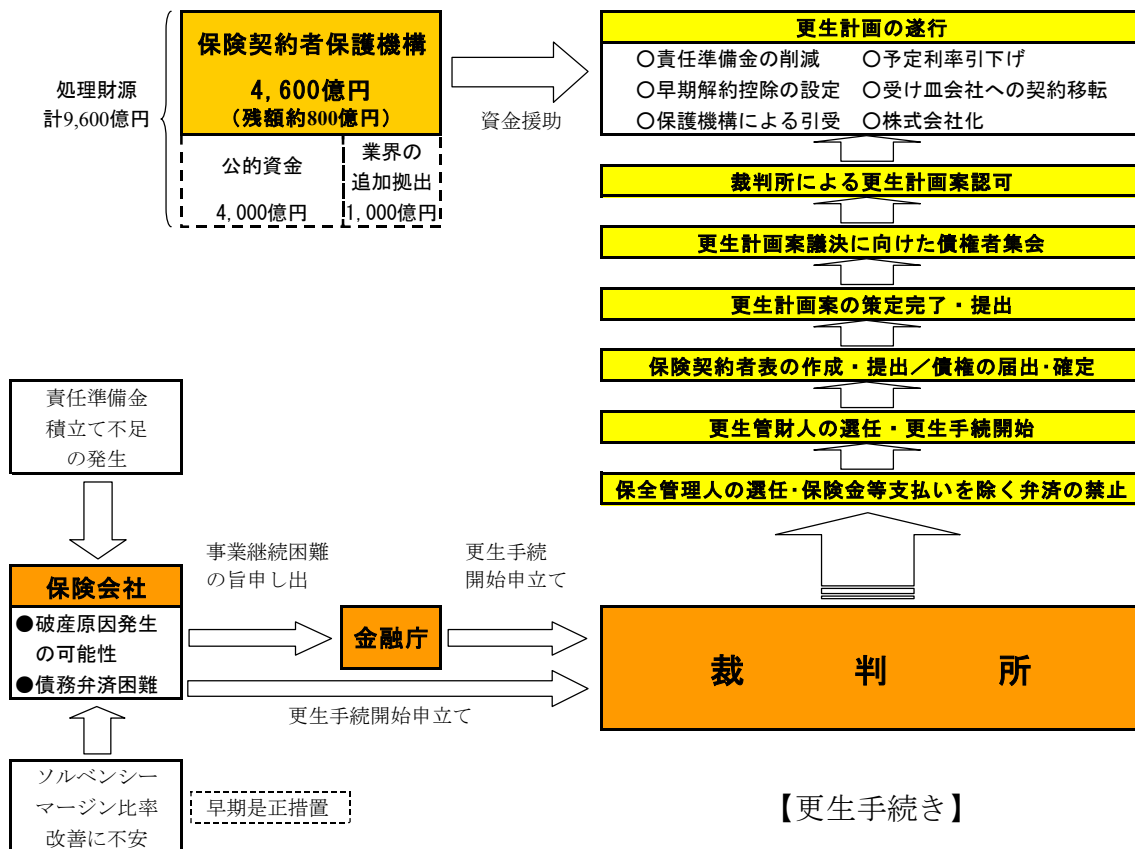 処理財源
計9,600億円
保険契約者保護機構
4,600億円
(残額約800億円)
公的資金
4,000億円
業界の
追加拠出
1,000億円
資金援助
更生計画の遂行
○責任準備金の削減 ○予定利率引下げ
○早期解約控除の設定 ○受け皿会社への契約移転
○保護機構による引受 ○株式会社化
裁判所による更生計画案認可
更生計画案議決に向けた債権者集会
更生計画案の策定完了・提出
保険契約者表の作成・提出／債権の届出･確定
更生管財人の選任・更生手続開始
保全管理人の選任･保険金等支払いを除く弁済の禁止
責任準備金
積立て不足
の発生
保険会社
●破産原因発生
の可能性
●債務弁済困難
事業継続困難
の旨申し出
金融庁
更生手続
開始申立て
更生手続開始申立て
裁判所
ソルベンシー
マージン比率
改善に不安
早期是正措置
【更生手続き】